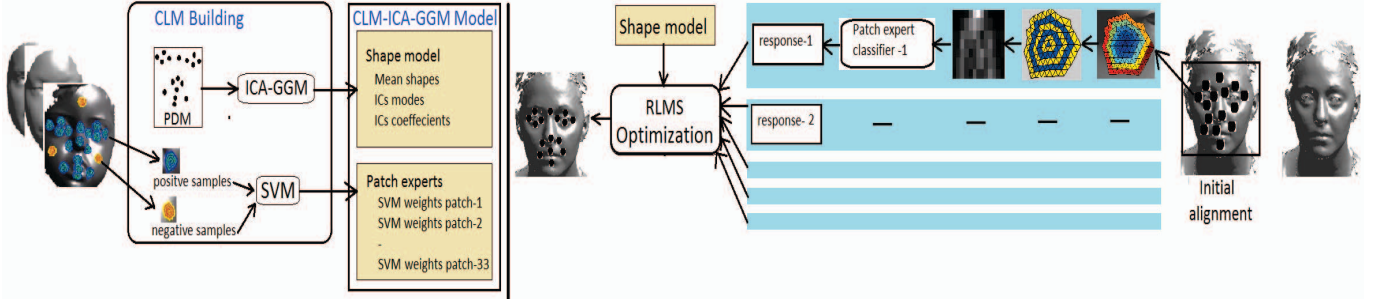 CLM Building
PDM
ICA-GGM
positve samples
SVM
negative samples
CLM-ICA-GGM Model
Shape model
Mean shapes
ICs modes
ICs coeffecients
Patch experts
SVM weights patch-1
SVM weights patch-2
-
SVM weights patch-33
Shape model
RLMS
Optimization
response-1
Patch expert
classifier -1
response- 2
Initial
alignment